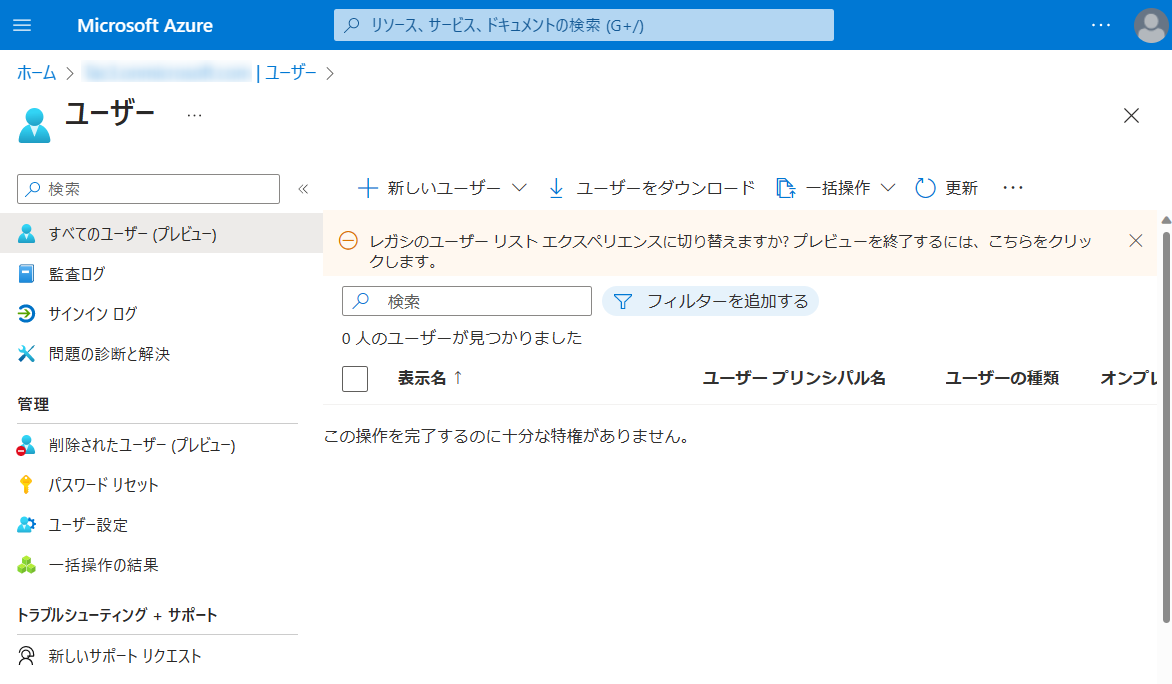 Microsoft Azure
リソース、サービス、ドキュメントの検索 (G+/)
ホーム
| ユーザー
ユーザー
検索
新しいユーザー
ユーザーをダウンロード
一括操作
更新
すべてのユーザー (プレビュー)
監査ログ
サインイン ログ
問題の診断と解決
管理
削除されたユーザー (プレビュー)
パスワード リセット
ユーザー設定
一括操作の結果
トラブルシューティング + サポート
新しいサポート リクエスト
レガシのユーザー リスト エクスペリエンスに切り替えますか? プレビューを終了するには、こちらをクリッ
クします。
検索
フィルターを追加する
0 人のユーザーが見つかりました
表示名 ↑
ユーザー プリンシパル名
ユーザーの種類
オンプレ
この操作を完了するのに十分な特権がありません。